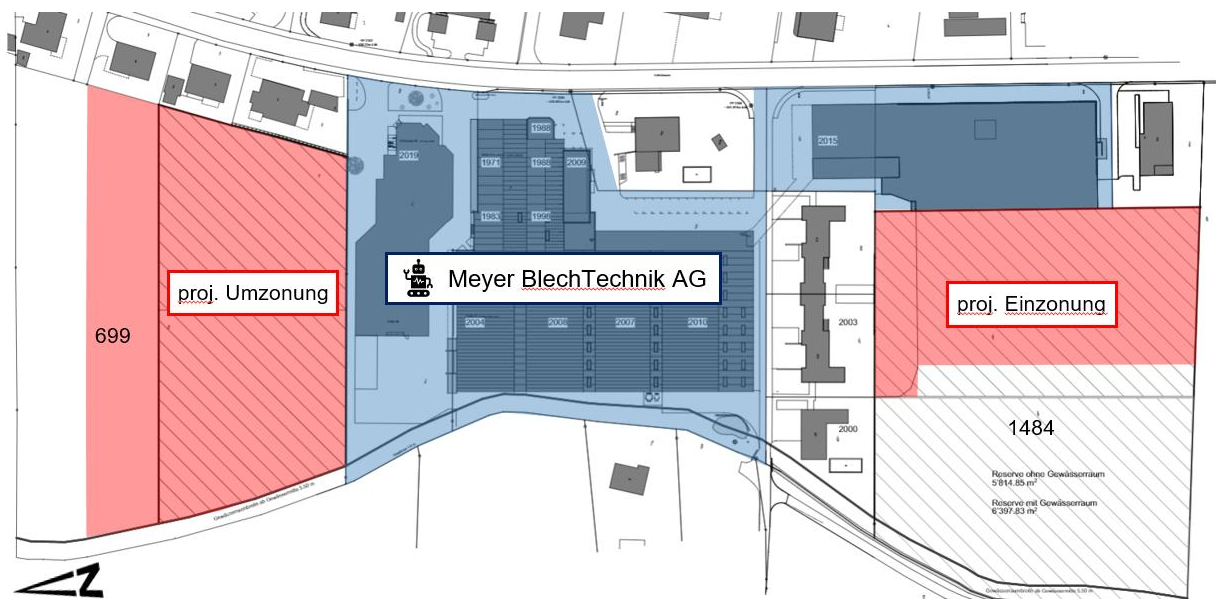 1988
2015
2019
1971
1988
2009
1983
1998
Meyer BlechTechnik AG
proj. Umzonung
proj. Einzonung
2004
2007
2010
2003
699
1484
2000
Reserve ohne Gewässerraum
5'814.85 m²
Reserve mit Gewässerraum
6'397.83 m²
Z